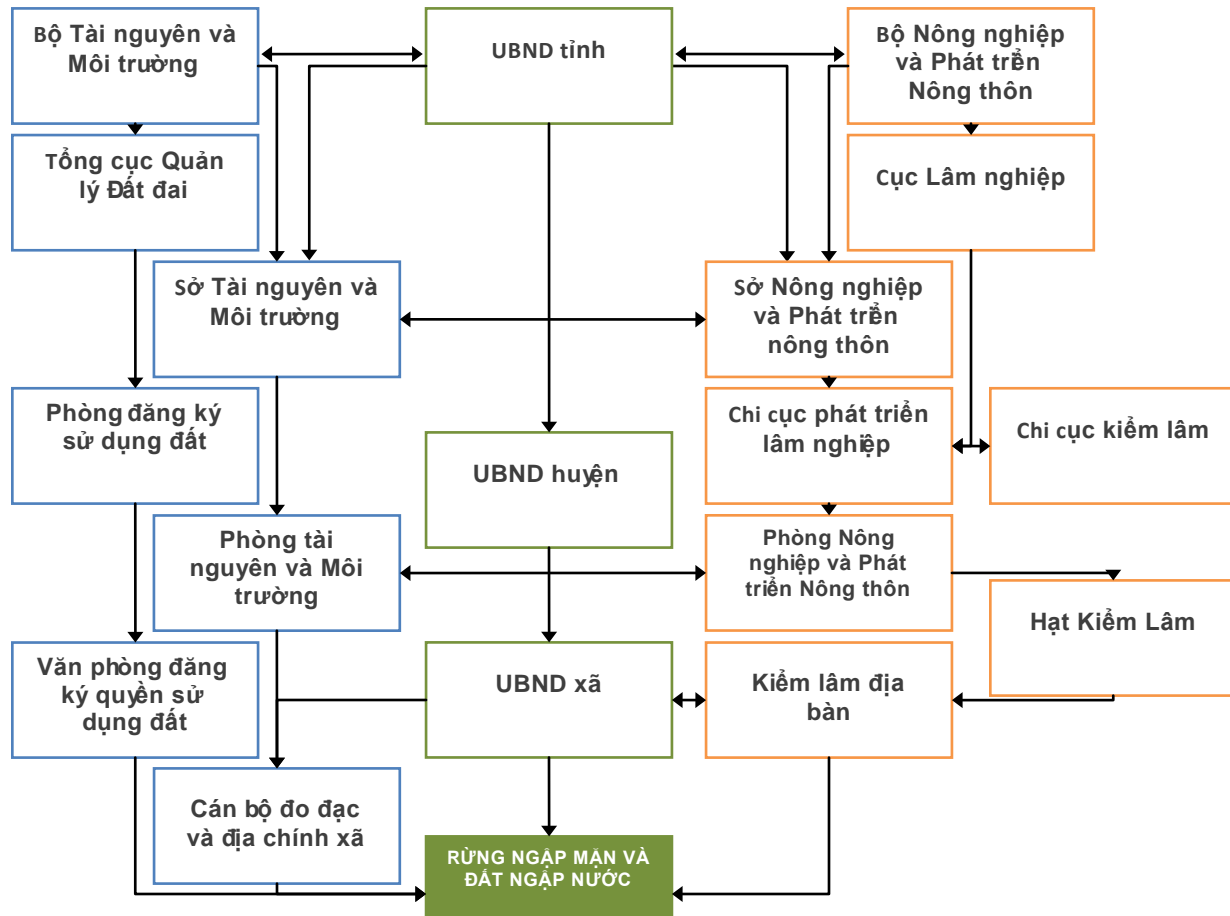 Bộ Tài nguyên và
Môi trường
UBND tỉnh
Bộ Nông nghiệp
và Phát triển
Nông thôn
Tổng cục Quản
lý Đất đai
Cục Lâm nghiệp
Sở Tài nguyên và
Môi trường
Sở Nông nghiệp
và Phát triển
nông thôn
Phòng đăng ký
sử dụng đất
Chi cục phát triển
lâm nghiệp
Chi cục kiểm lâm
UBND huyện
Phòng tài
nguyên và Môi
trường
Phòng Nông
nghiệp và Phát
triển Nông thôn
Hạt Kiểm Lâm
Văn phòng đăng
ký quyền sử
dụng đất
UBND xã
Kiểm lâm địa
bàn
Cán bộ đo đạc
và địa chính xã
RỪNG NGẬP MẶN VÀ
ĐẤT NGẬP NƯỚC